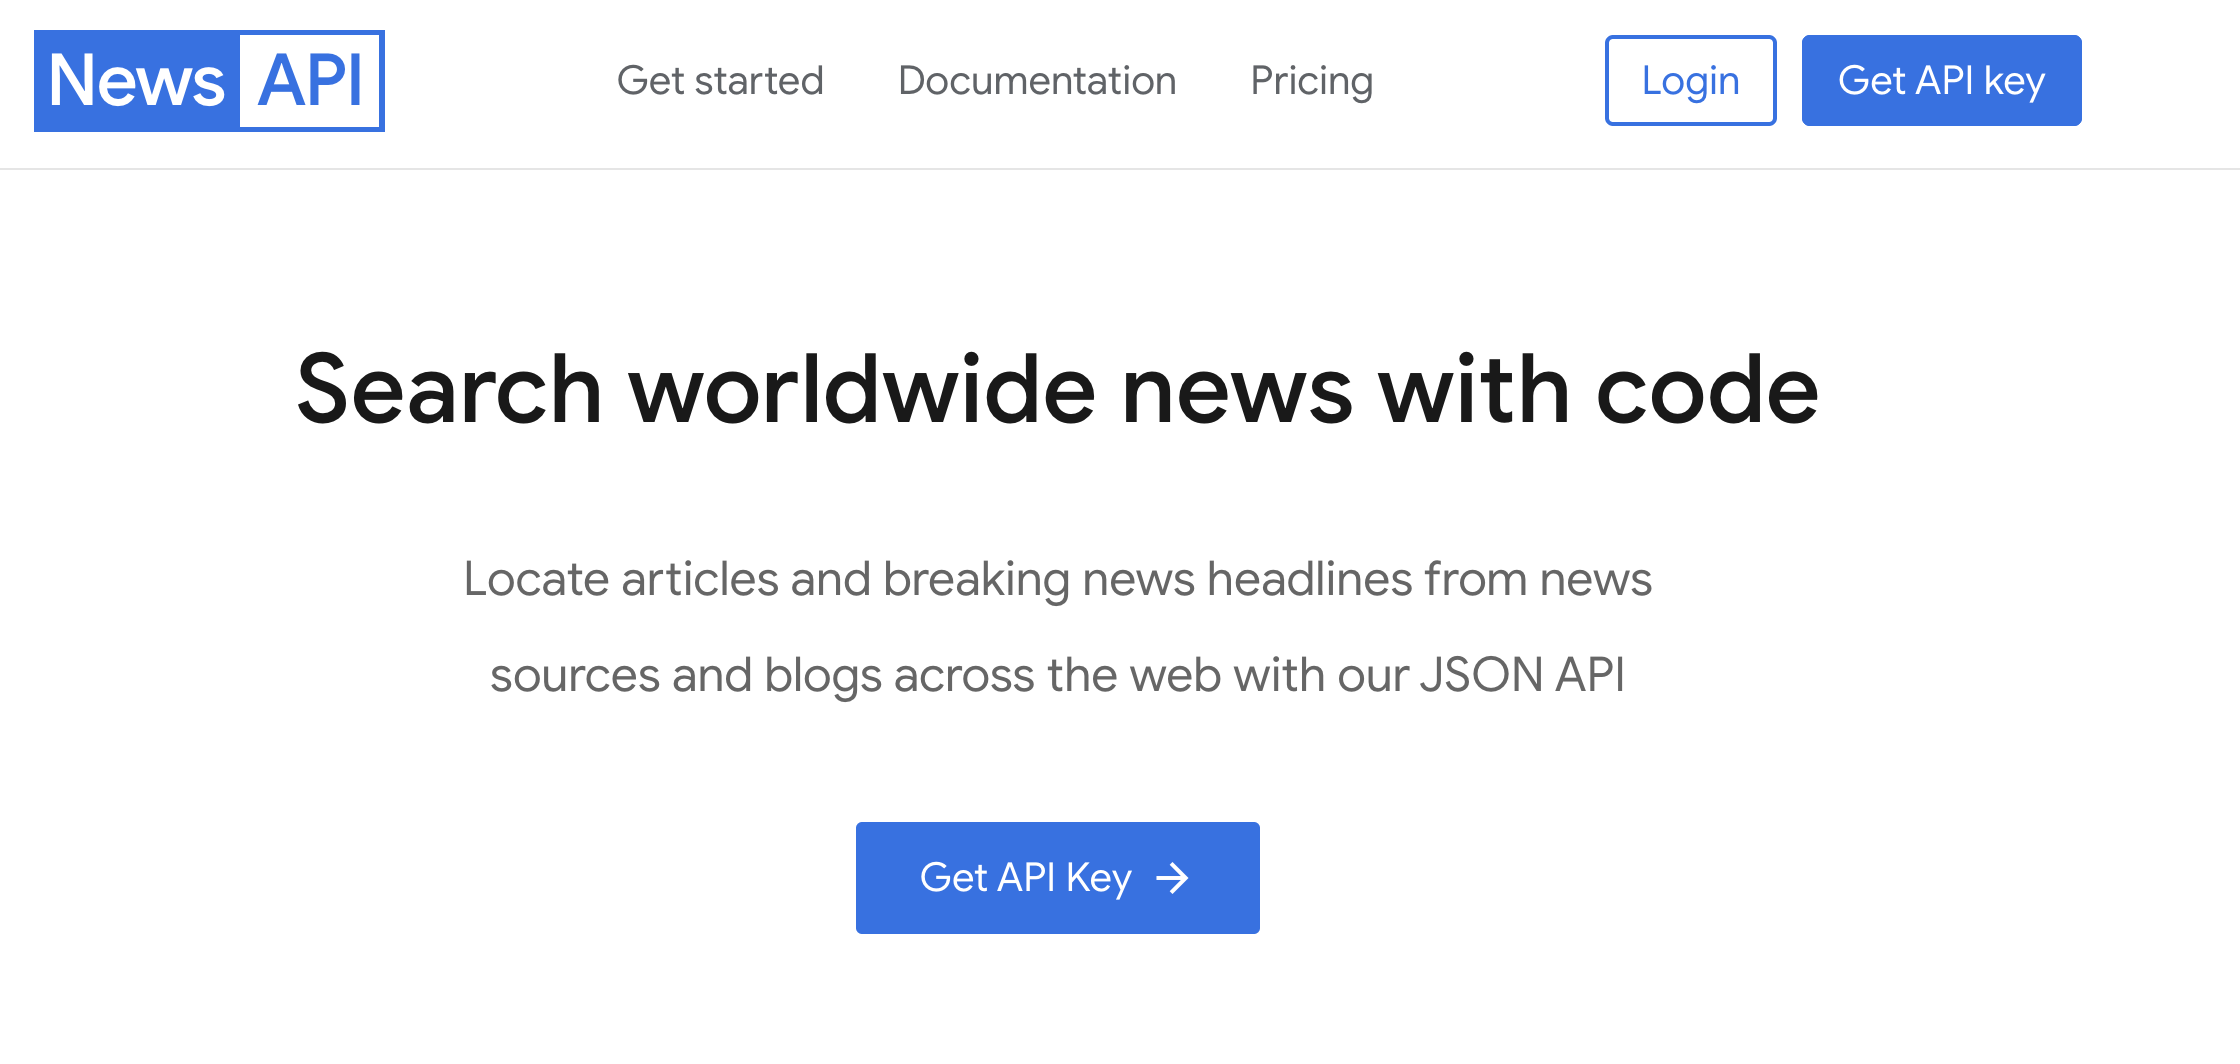 News API
Get started
Documentation
Pricing
Login
Get API key
Search worldwide news with code
Locate articles and breaking news headlines from news
sources and blogs across the web with our JSON API
Get API Key →